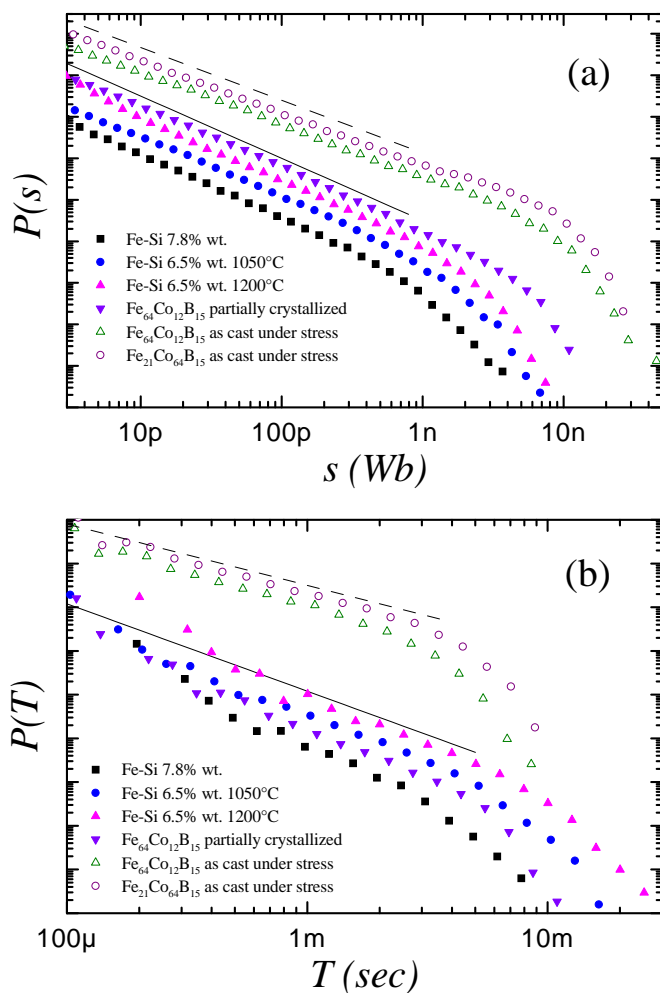 (a)
P(s)
Fe-Si 7.8% wt.
Fe-Si 6.5% wt. 1050°C
Fe-Si 6.5% wt. 1200°C
Fe₆₄Co₁₂B₁₅ partially crystallized
Fe₆₄Co₁₂B₁₅ as cast under stress
Fe₂₁Co₆₄B₁₅ as cast under stress
10p 100p 1n 10n
s (Wb)
(b)
P(T)
Fe-Si 7.8% wt.
Fe-Si 6.5% wt. 1050°C
Fe-Si 6.5% wt. 1200°C
Fe₆₄Co₁₂B₁₅ partially crystallized
Fe₆₄Co₁₂B₁₅ as cast under stress
Fe₂₁Co₆₄B₁₅ as cast under stress
100μ 1m 10m
T (sec)